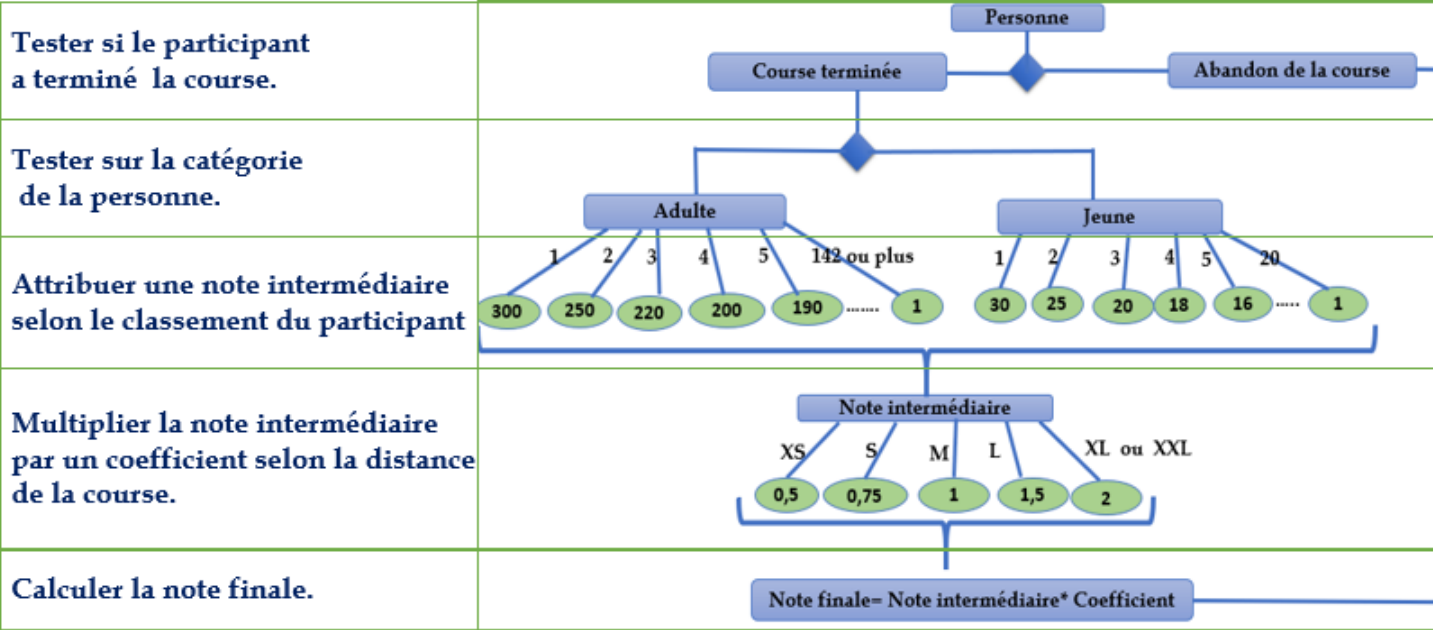 Personne
Tester si le participant
a terminé la course.
Course terminée
Abandon de la course
Tester sur la catégorie
de la personne.
Adulte
Jeune
1 2 3 4 5 142 ou plus
1 2 3 4 5 20
Attribuer une note intermédiaire
selon le classement du participant
300 250 220 200 190 ....... 1
30 25 20 18 16 ..... 1
Multiplier la note intermédiaire
par un coefficient selon la distance
de la course.
Note intermédiaire
XS S M L XL ou XXL
0,5 0,75 1 1,5 2
Calculer la note finale.
Note finale= Note intermédiaire* Coefficient